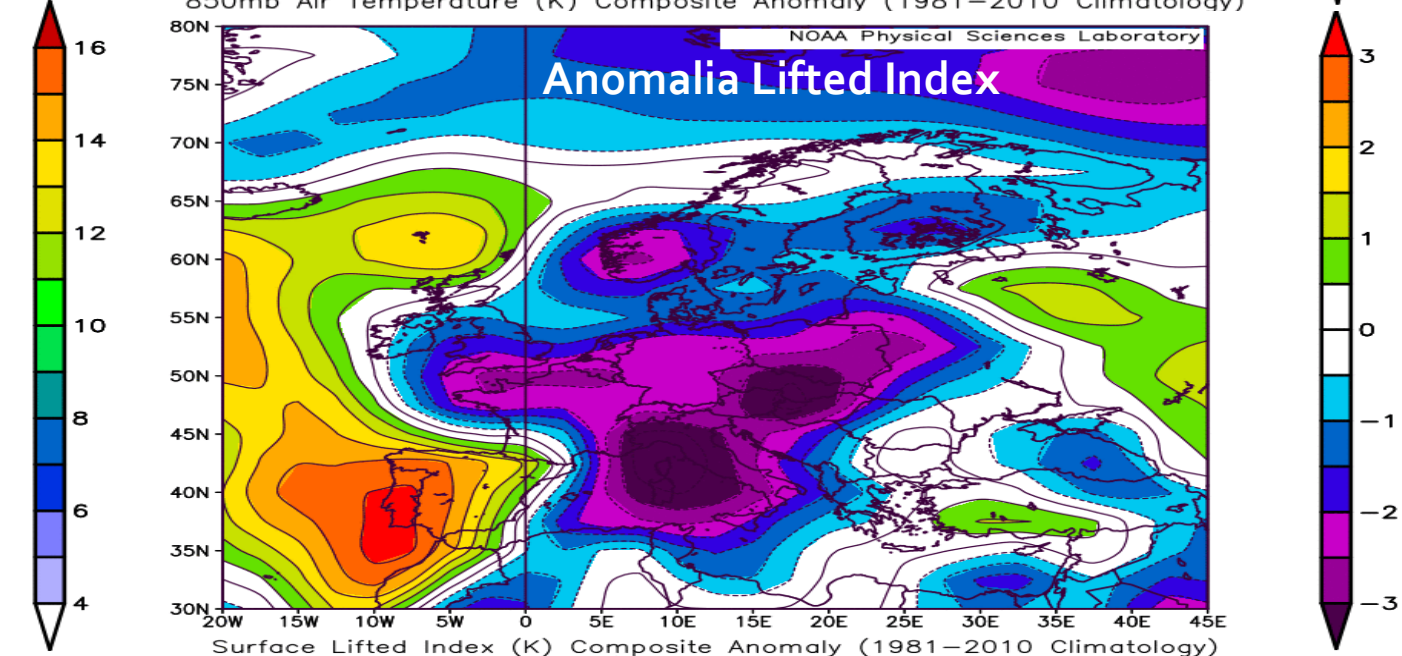 850mb Air Temperature (K) Composite Anomaly (1981−2010 Climatology)
NOAA Physical Sciences Laboratory
Anomalia Lifted Index
80N
75N
70N
65N
60N
55N
50N
45N
40N
35N
30N
20W 15W 10W 5W 0 5E 10E 15E 20E 25E 30E 35E 40E 45E
Surface Lifted Index (K) Composite Anomaly (1981−2010 Climatology)
16
14
12
10
8
6
4
3
2
1
0
−1
−2
−3